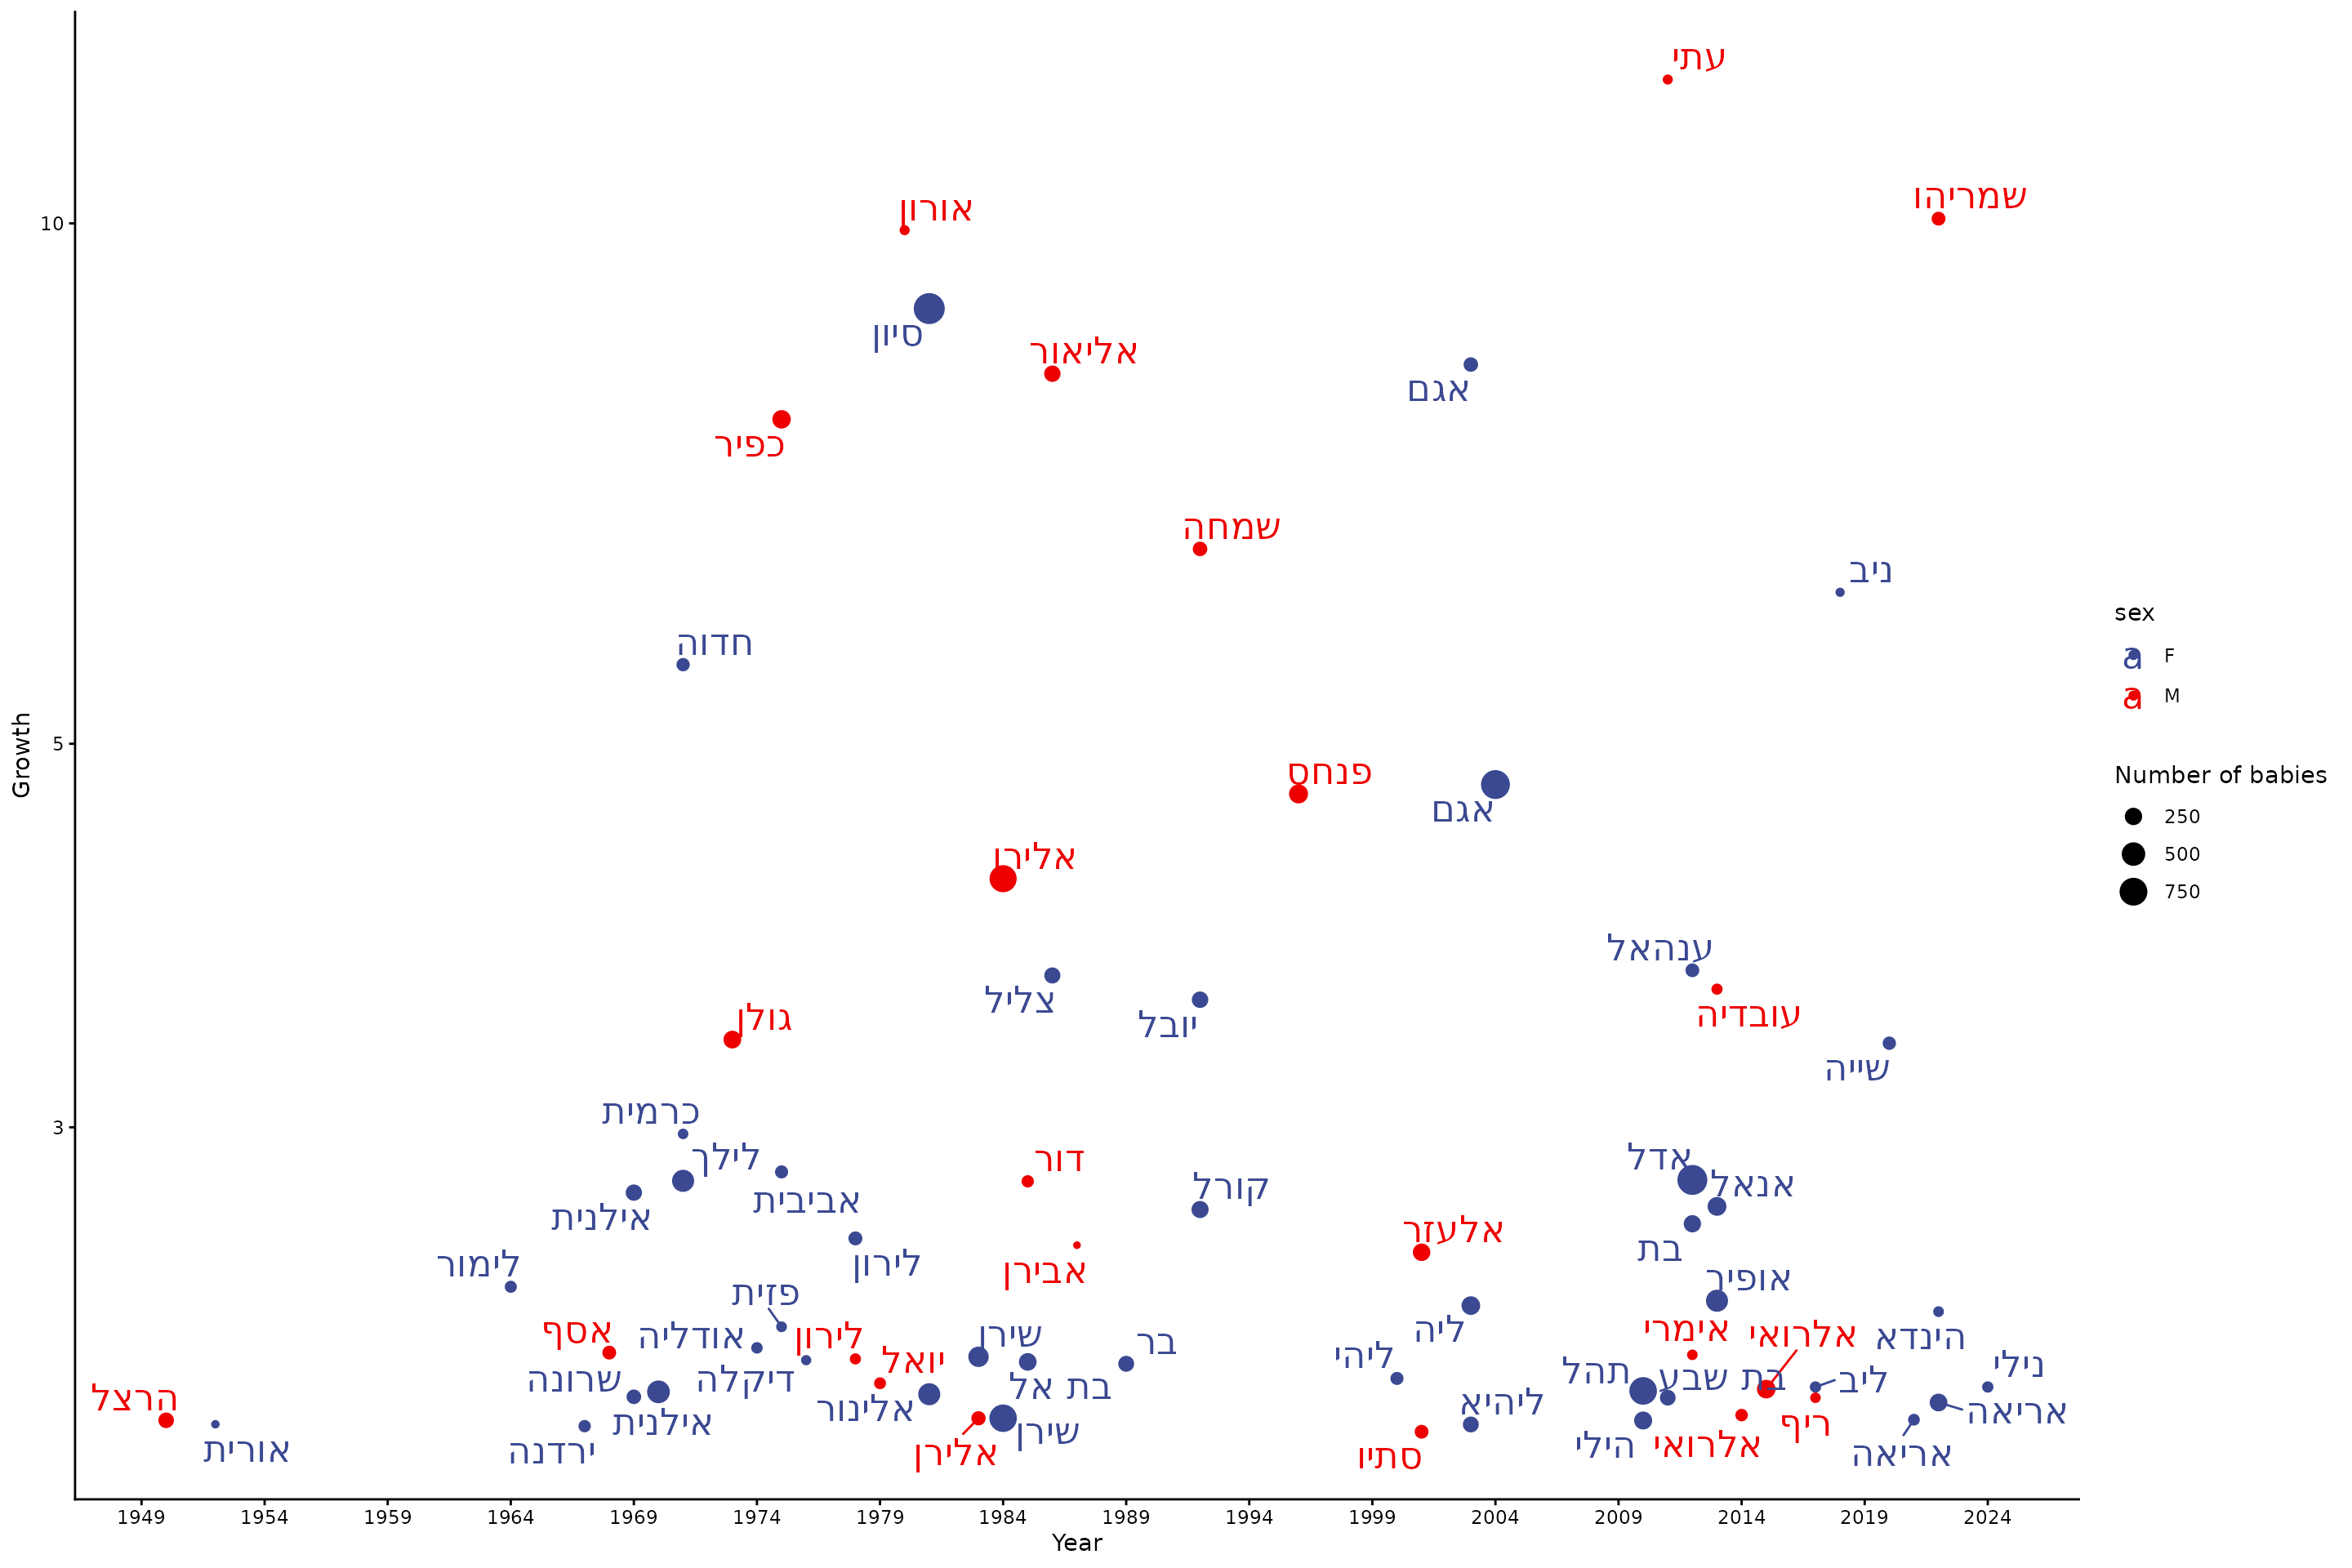 עתי
שמריהו
אורון
סיון
אליאור
אגם
כפיר
שמחה
ניב
חדוה
פנחס
אגם
אלירן
ענהאל
עובדיה
צליל
יובל
גולן
שייה
כרמית
לילך
אביבית
אילנית
דור
קורל
אדל
אנאל
בת
אלעזר
לירון
אבירן
לימור
פזית
אופיר
ליה
הינדא
אסף
אודליה
לירון
יואל
שירן
בר
ליהי
אימרי
אלרואי
נילי
שרונה
דיקלה
בת אל
תהל
בת שבע
ליב
הרצל
אילנית
אלינור
שירן
ליהיא
ריף
אריאה
אורית
ירדנה
אלירן
סתיו
הילי
אלרואי
אריאה
10
5
3
Growth
1949 1954 1959 1964 1969 1974 1979 1984 1989 1994 1999 2004 2009 2014 2019 2024
Year
sex
a F
a M
Number of babies
250
500
750